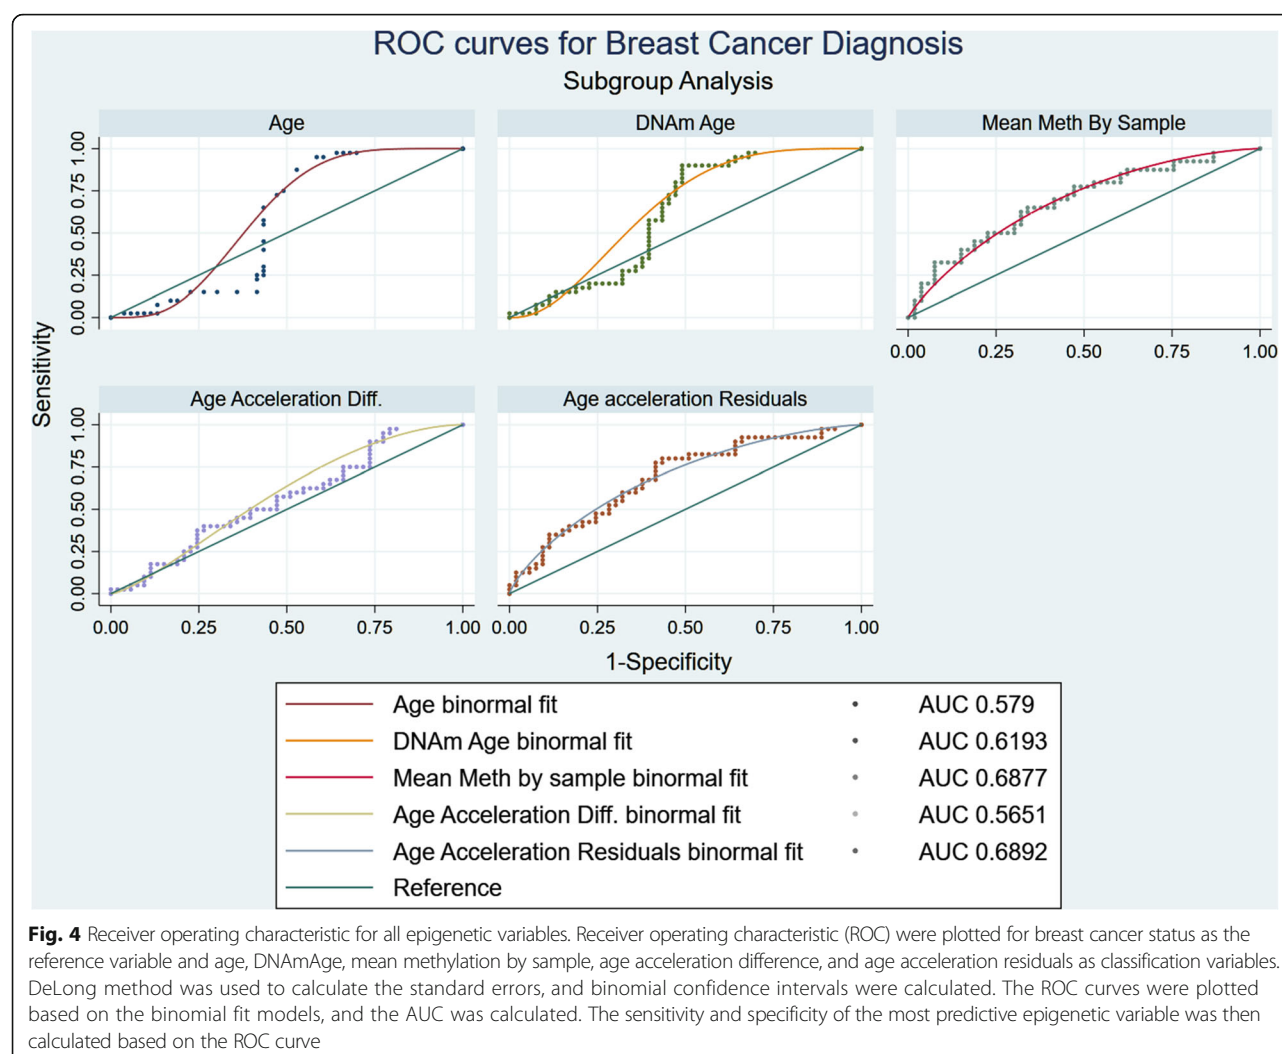 ROC curves for Breast Cancer Diagnosis
Subgroup Analysis
Age
DNAm Age
Mean Meth By Sample
0.00 0.25 0.50 0.75 1.00
0.00 0.25 0.50 0.75 1.00
Sensitivity
Age Acceleration Diff.
Age acceleration Residuals
0.00 0.25 0.50 0.75 1.00
0.00 0.25 0.50 0.75 1.00
0.00 0.25 0.50 0.75 1.00
1-Specificity
Age binormal fit AUC 0.579
DNAm Age binormal fit AUC 0.6193
Mean Meth by sample binormal fit AUC 0.6877
Age Acceleration Diff. binormal fit AUC 0.5651
Age Acceleration Residuals binormal fit AUC 0.6892
Reference
Fig. 4 Receiver operating characteristic for all epigenetic variables. Receiver operating characteristic (ROC) were plotted for breast cancer status as the
reference variable and age, DNAmAge, mean methylation by sample, age acceleration difference, and age acceleration residuals as classification variables.
DeLong method was used to calculate the standard errors, and binomial confidence intervals were calculated. The ROC curves were plotted
based on the binomial fit models, and the AUC was calculated. The sensitivity and specificity of the most predictive epigenetic variable was then
calculated based on the ROC curve